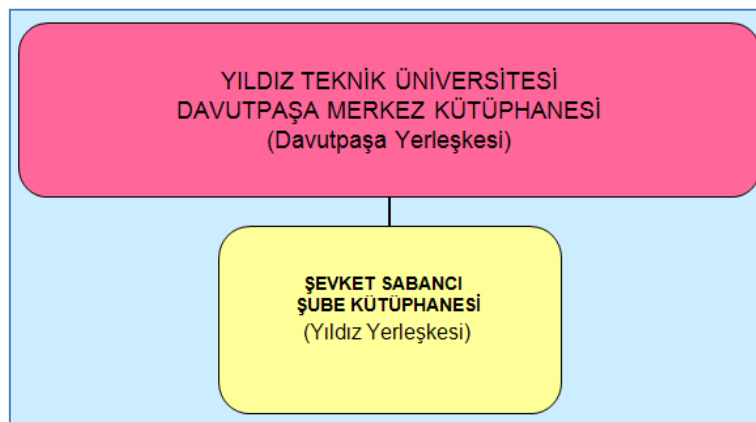 YILDIZ TEKNİK ÜNİVERSİTESİ
DAVUTPAŞA MERKEZ KÜTÜPHANESİ
(Davutpaşa Yerleşkesi)
ŞEVKET SABANCI
ŞUBE KÜTÜPHANESİ
(Yıldız Yerleşkesi)